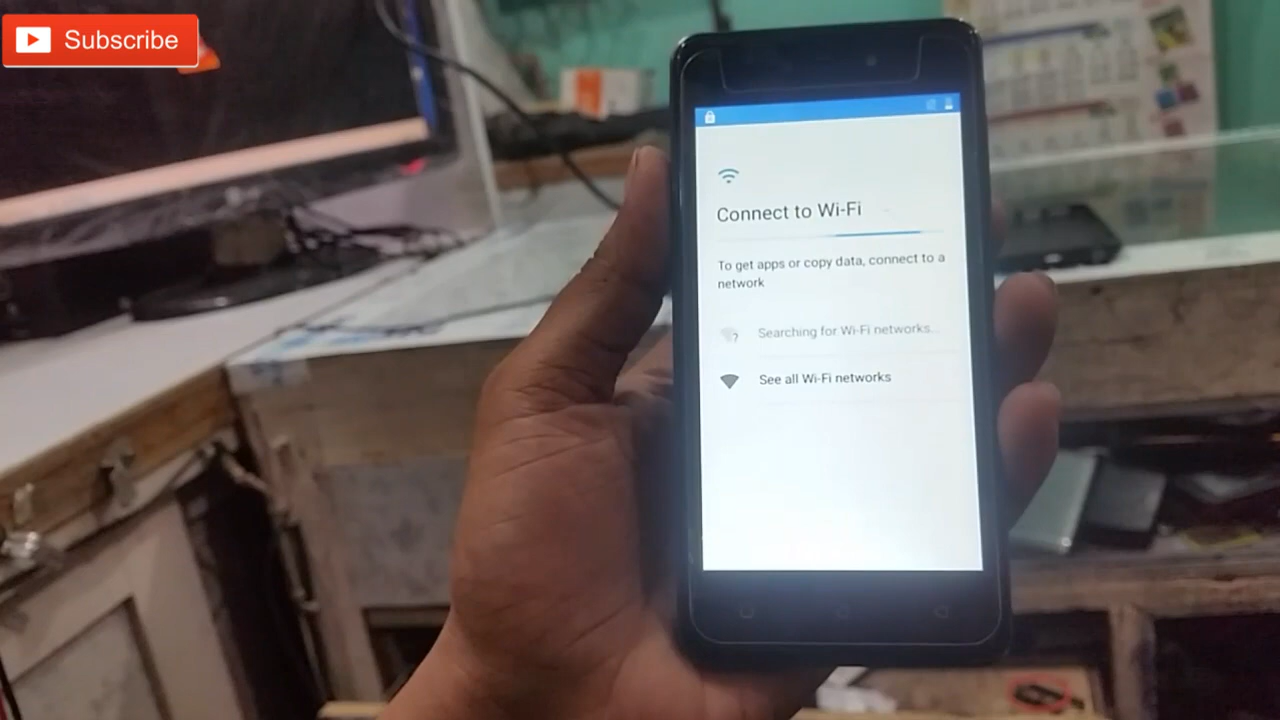 Subscribe
Connect to Wi-Fi
To get apps or copy data, connect to a
network
Searching for Wi-Fi networks...
See all Wi-Fi networks